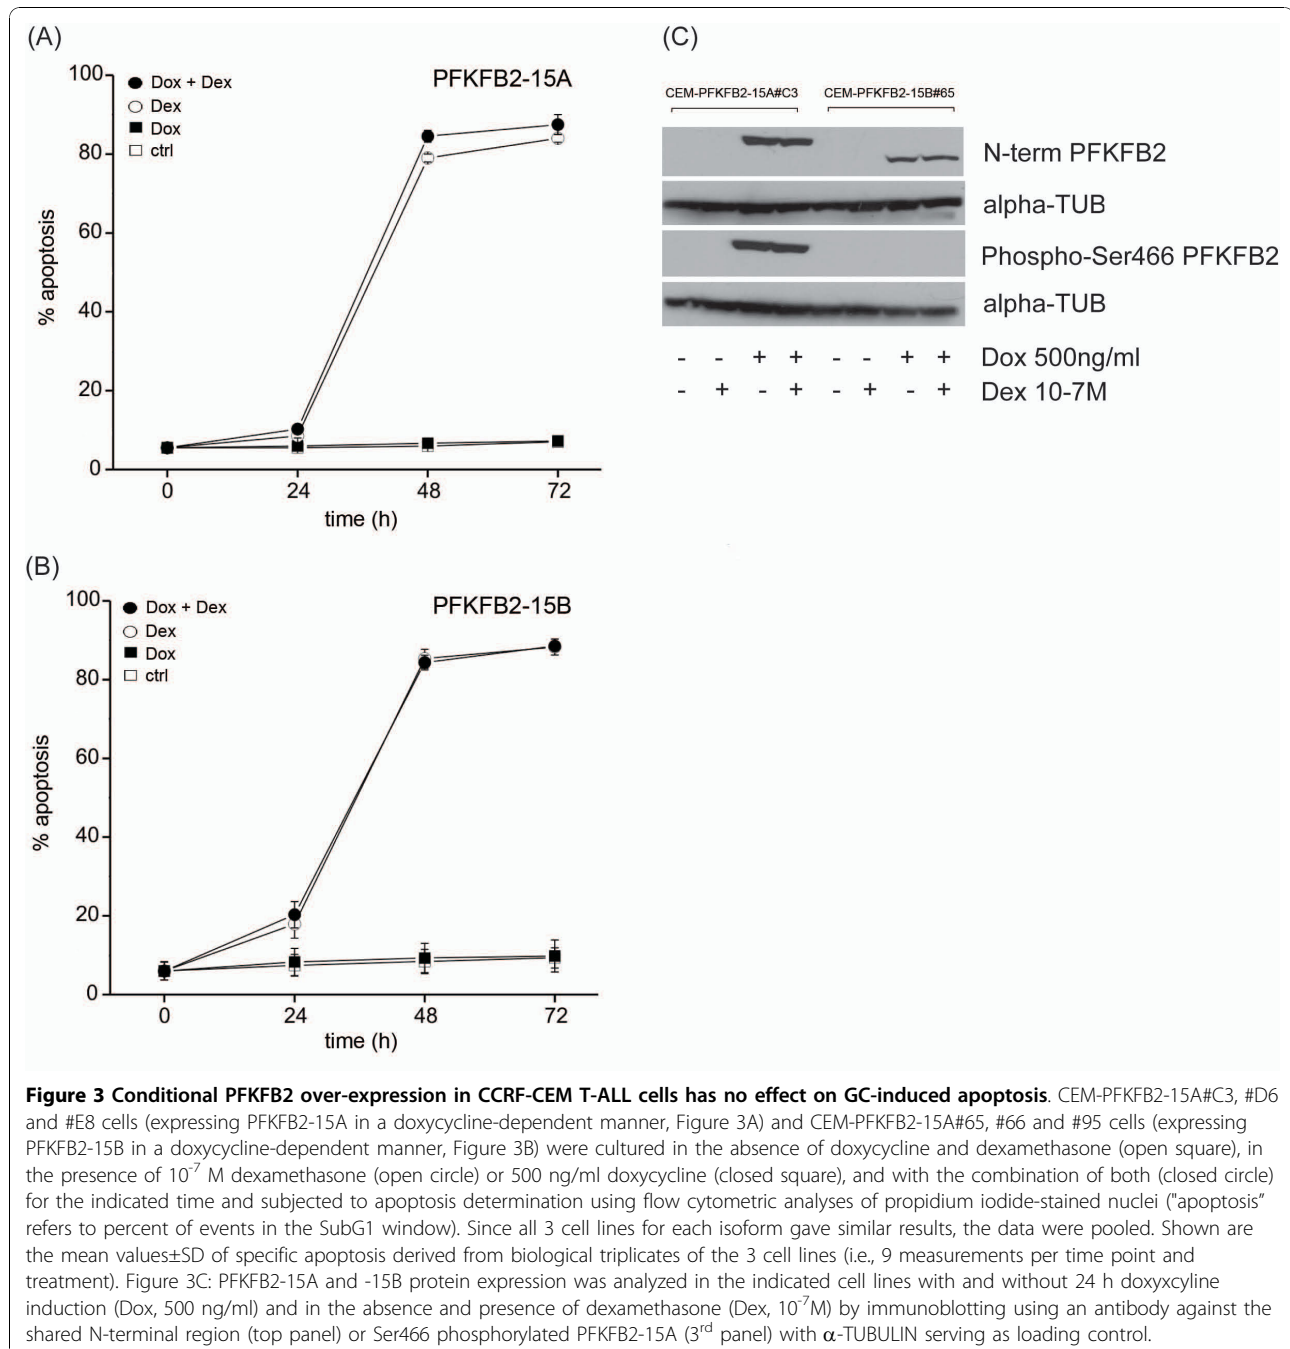 (A)
PFKFB2-15A
Dox + Dex
Dex
Dox
ctrl
100
80
60
40
20
0
% apoptosis
0 24 48 72
time (h)
(B)
PFKFB2-15B
Dox + Dex
Dex
Dox
ctrl
100
80
60
40
20
0
% apoptosis
0 24 48 72
time (h)
(C)
CEM-PFKFB2-15A#C3 CEM-PFKFB2-15B#65
N-term PFKFB2
alpha-TUB
Phospho-Ser466 PFKFB2
alpha-TUB
- - + + - - + + Dox 500ng/ml
- + - + - + - + Dex 10-7M
Figure 3 Conditional PFKFB2 over-expression in CCRF-CEM T-ALL cells has no effect on GC-induced apoptosis. CEM-PFKFB2-15A#C3, #D6
and #E8 cells (expressing PFKFB2-15A in a doxycycline-dependent manner, Figure 3A) and CEM-PFKFB2-15A#65, #66 and #95 cells (expressing
PFKFB2-15B in a doxycycline-dependent manner, Figure 3B) were cultured in the absence of doxycycline and dexamethasone (open square), in
the presence of 10⁻⁷ M dexamethasone (open circle) or 500 ng/ml doxycycline (closed square), and with the combination of both (closed circle)
for the indicated time and subjected to apoptosis determination using flow cytometric analyses of propidium iodide-stained nuclei ("apoptosis"
refers to percent of events in the SubG1 window). Since all 3 cell lines for each isoform gave similar results, the data were pooled. Shown are
the mean values±SD of specific apoptosis derived from biological triplicates of the 3 cell lines (i.e., 9 measurements per time point and
treatment). Figure 3C: PFKFB2-15A and -15B protein expression was analyzed in the indicated cell lines with and without 24 h doxyxcyline
induction (Dox, 500 ng/ml) and in the absence and presence of dexamethasone (Dex, 10⁻⁷M) by immunoblotting using an antibody against the
shared N-terminal region (top panel) or Ser466 phosphorylated PFKFB2-15A (3ʳᵈ panel) with α-TUBULIN serving as loading control.